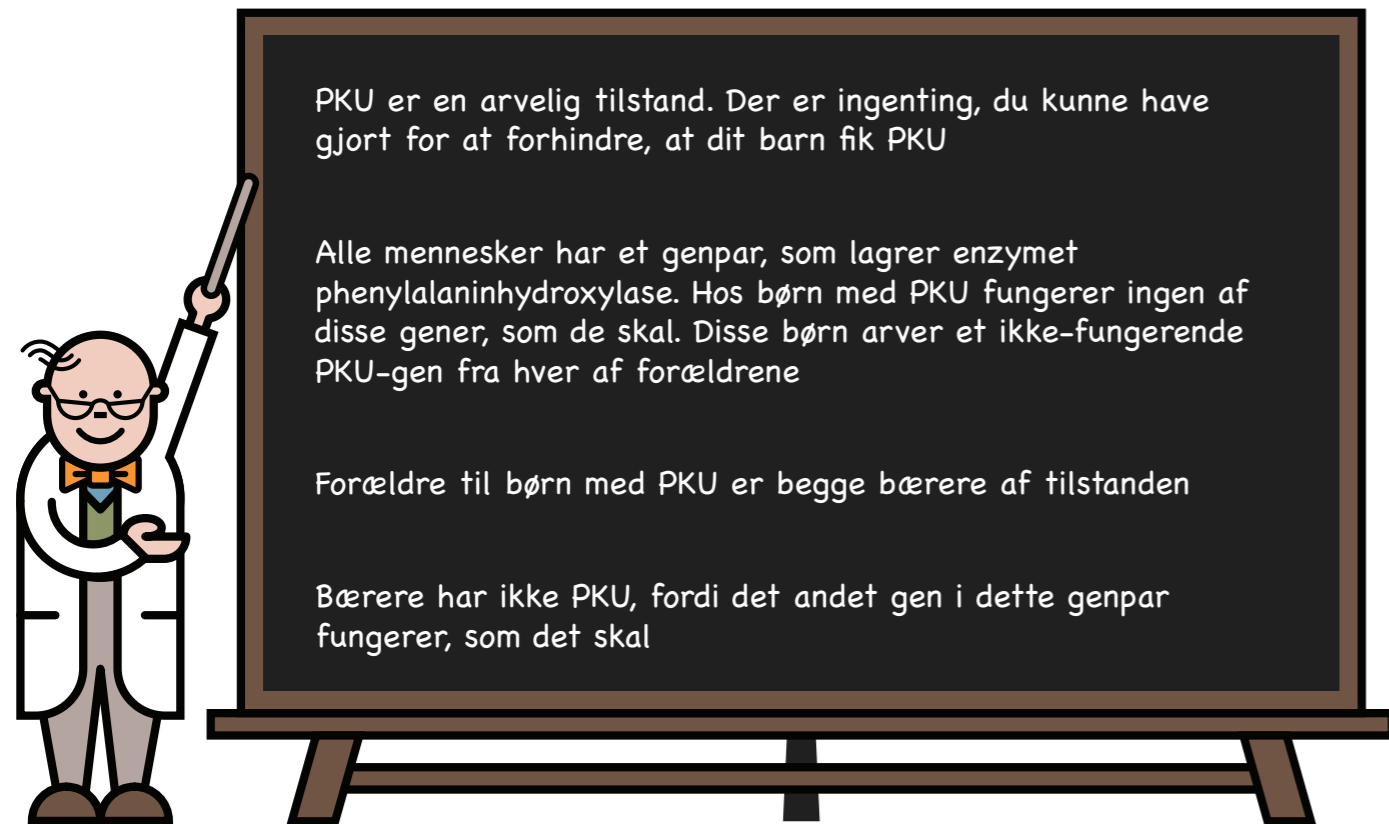 PKU er en arvelig tilstand. Der er ingenting, du kunne have
gjort for at forhindre, at dit barn fik PKU
Alle mennesker har et genpar, som lagrer enzymet
phenylalaninhydroxylase. Hos børn med PKU fungerer ingen af
disse gener, som de skal. Disse børn arver et ikke-fungerende
PKU-gen fra hver af forældrene
Forældre til børn med PKU er begge bærere af tilstanden
Bærere har ikke PKU, fordi det andet gen i dette genpar
fungerer, som det skal